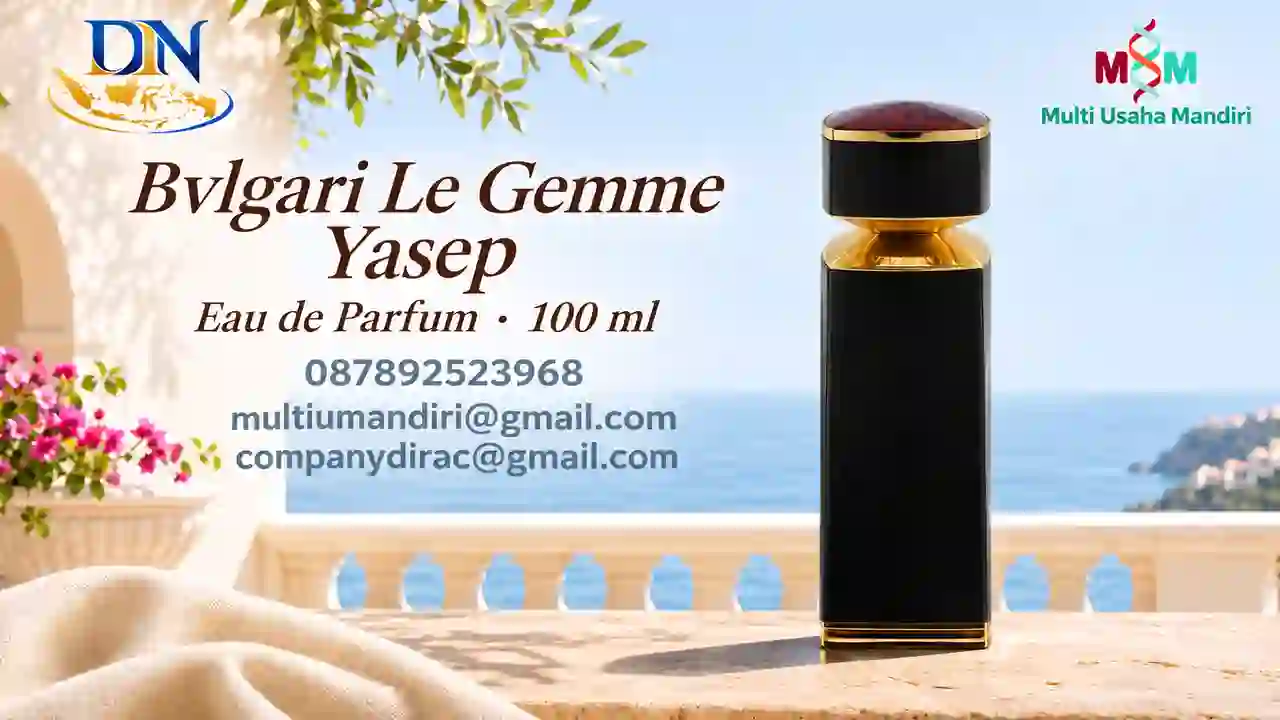 DIN
MSM
Multi Usaha Mandiri
Bvlgari Le Gemme
Yasep
Eau de Parfum · 100 ml
087892523968
multiumandiri@gmail.com
companydirac@gmail.com